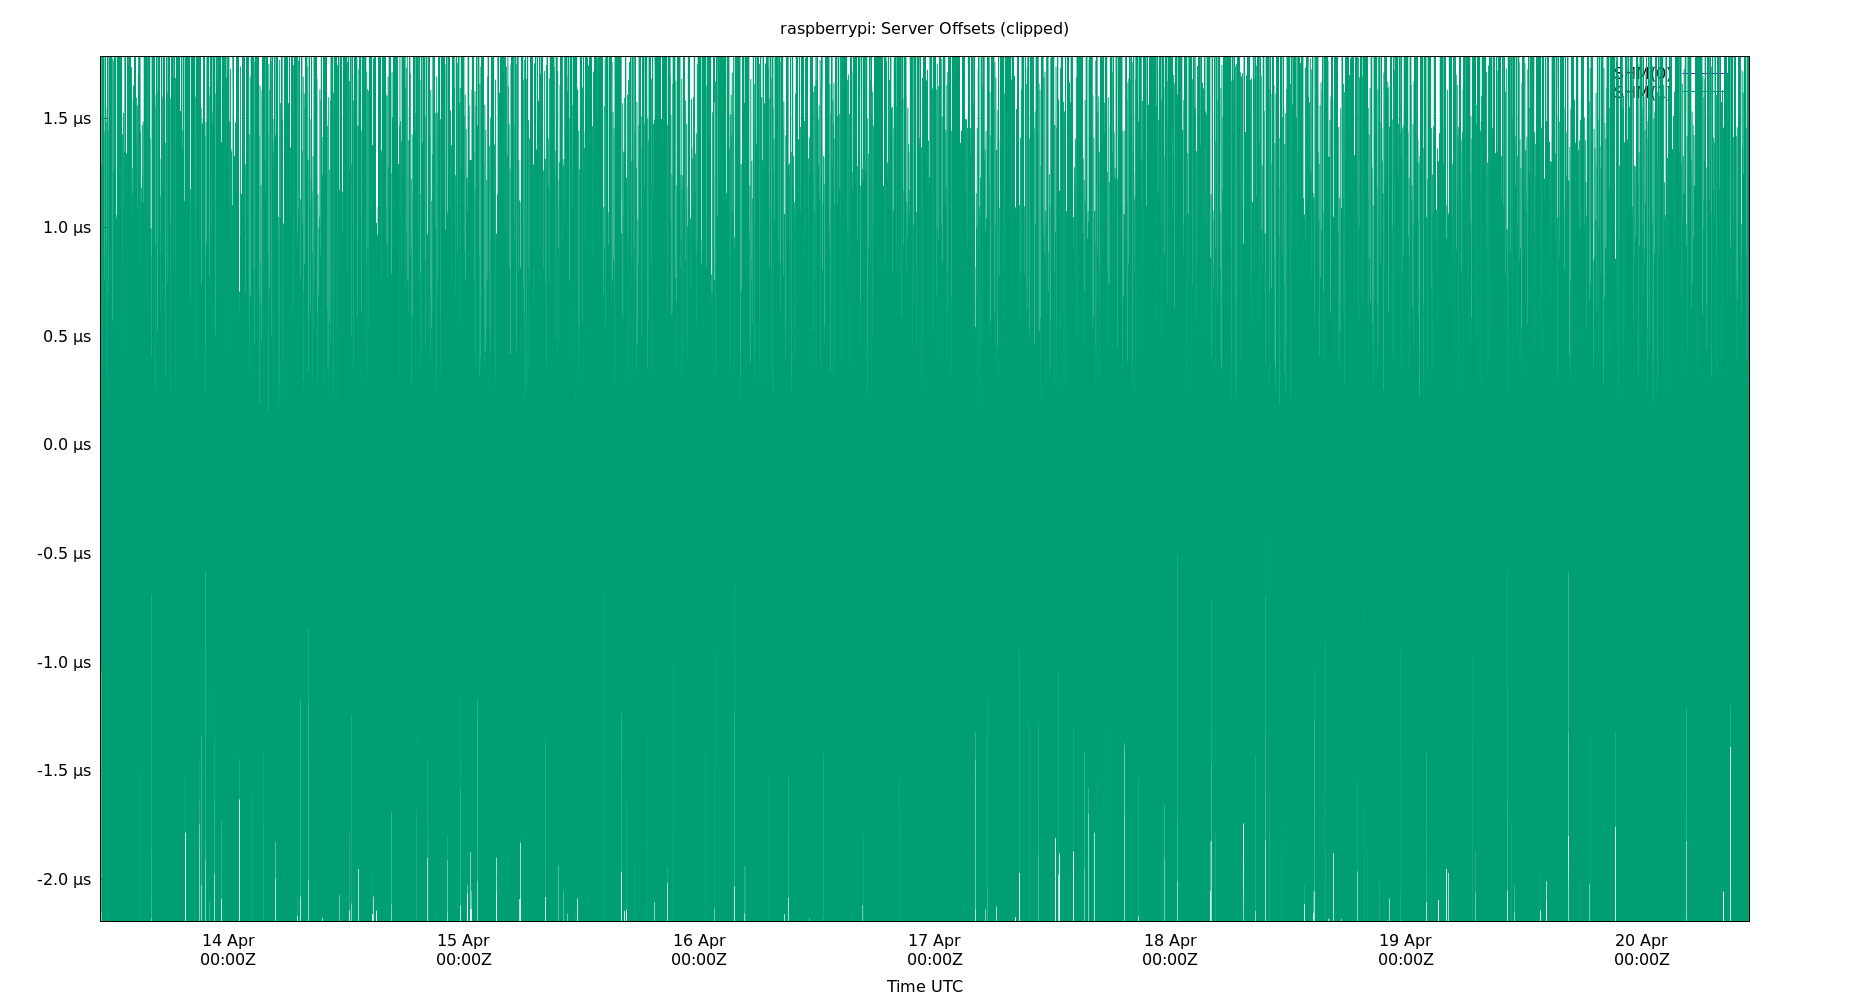 raspberrypi: Server Offsets (clipped)
SHM(0)
1.5 µs
1.0 µs
0.5 µs
0.0 µs
-0.5 µs
-1.0 µs
-1.5 µs
-2.0 µs
14 Apr 15 Apr 16 Apr 17 Apr 18 Apr 19 Apr 20 Apr
00:00Z 00:00Z 00:00Z 00:00Z 00:00Z 00:00Z 00:00Z
Time UTC